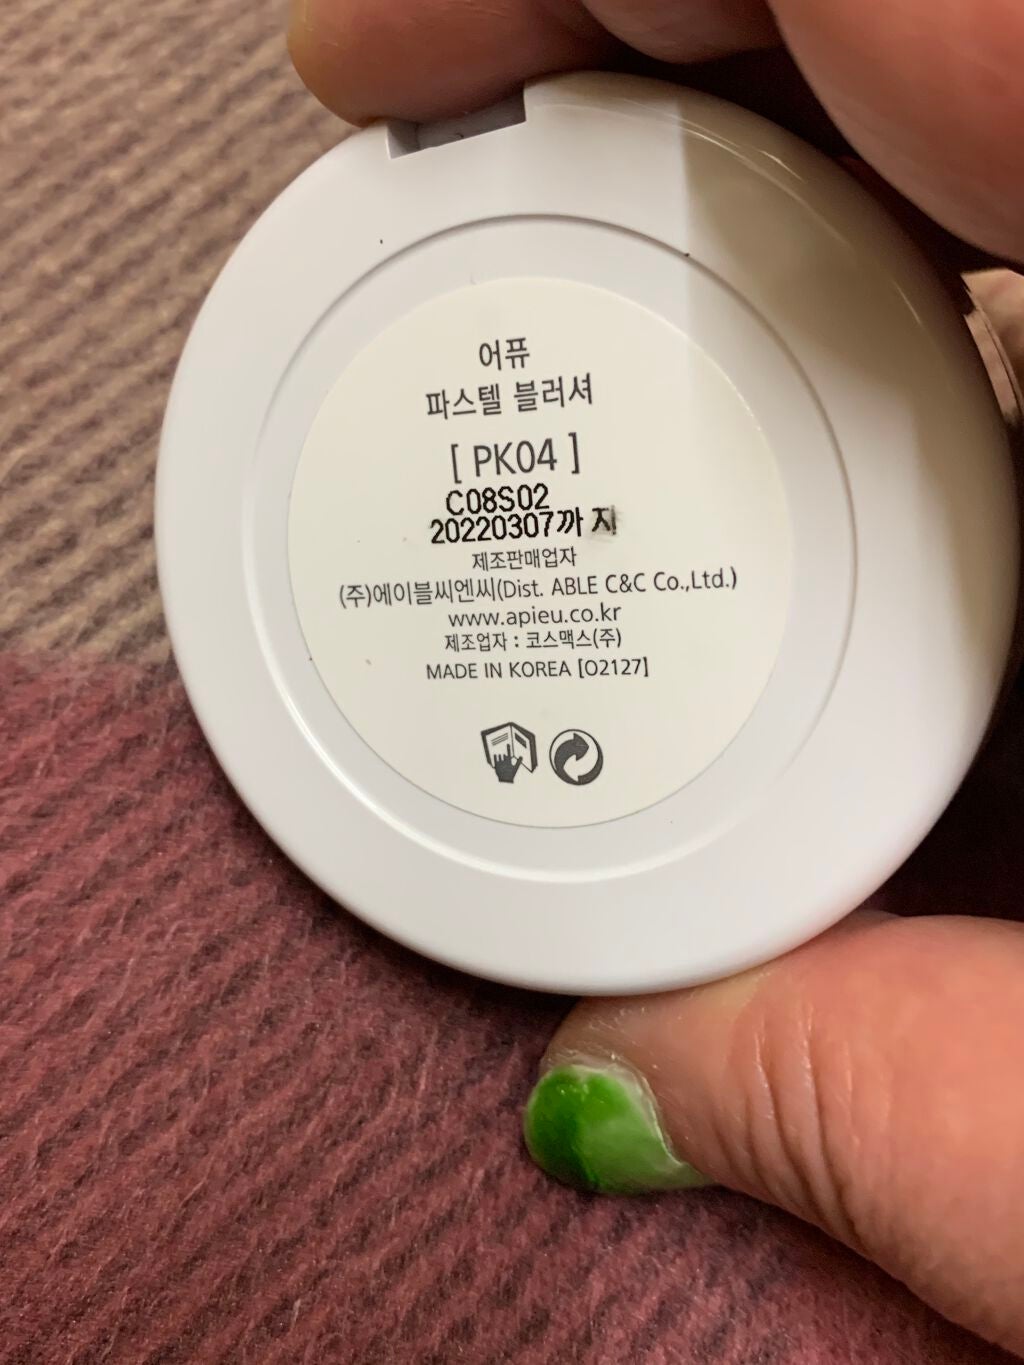 어퓨
파스텔 블러셔
[ PK04 ]
C08S02
20220307까지
제조판매업자
(주)에이블씨엔씨(Dist. ABLE C&C Co.,Ltd.)
www.apieu.co.kr
제조업자 : 코스맥스(주)
MADE IN KOREA [O2127]